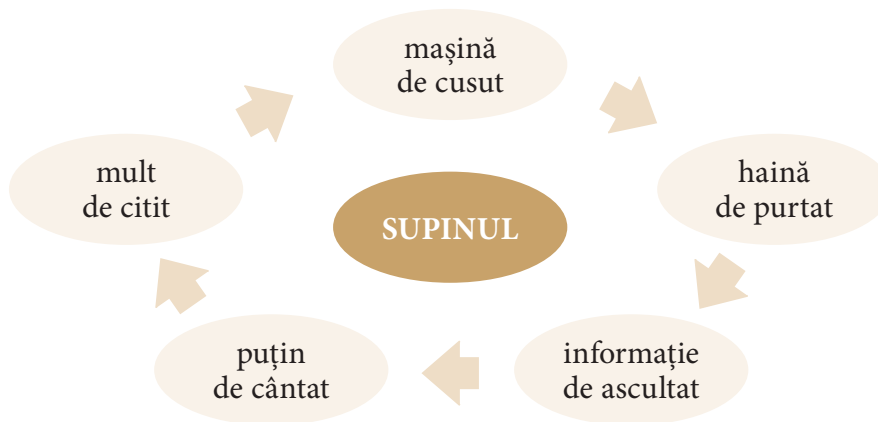 mașină
de cusut
haină
de purtat
informație
de ascultat
puțin
de cântat
mult
de citit
SUPINUL